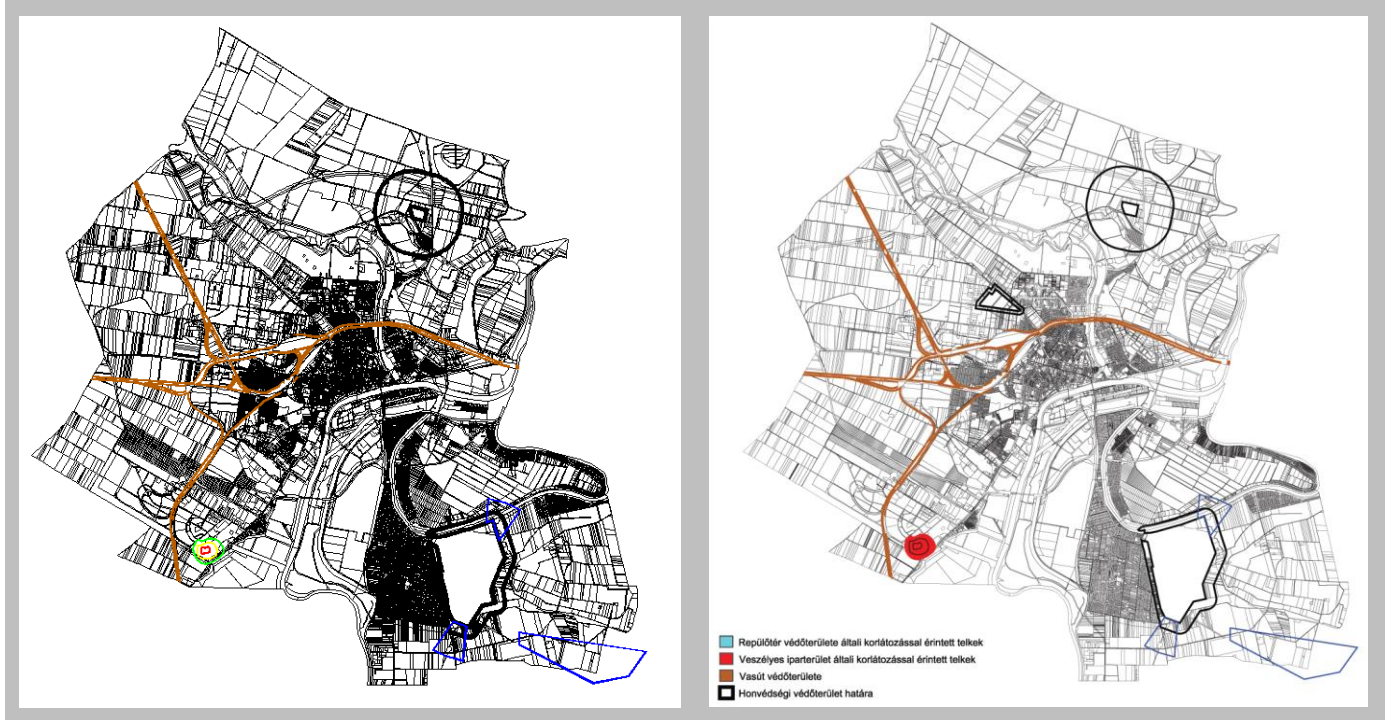 Repülőtér védőterülete általi korlátozással érintett telkek
Veszélyes iparterület általi korlátozással érintett telkek
Vasút védőterülete
Honvédségi védőterület határa